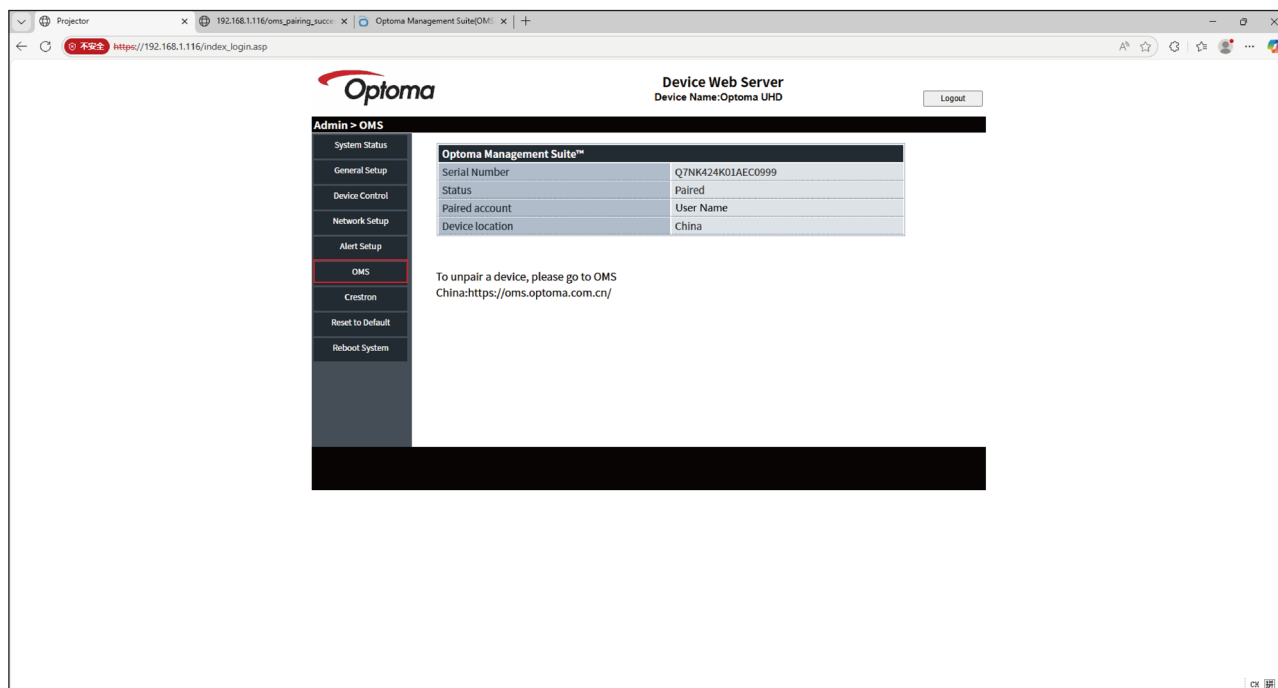 Projector
192.168.1.116/oms_pairing_succe
Optoma Management Suite(OMS
不安全 https://192.168.1.116/index_login.asp
Optoma
Device Web Server
Device Name:Optoma UHD
Logout
Admin > OMS
System Status
General Setup
Device Control
Network Setup
Alert Setup
OMS
Crestron
Reset to Default
Reboot System
Optoma Management Suite™
Serial Number Q7NK424K01AEC0999
Status Paired
Paired account User Name
Device location China
To unpair a device, please go to OMS
China:https://oms.optoma.com.cn/
CH